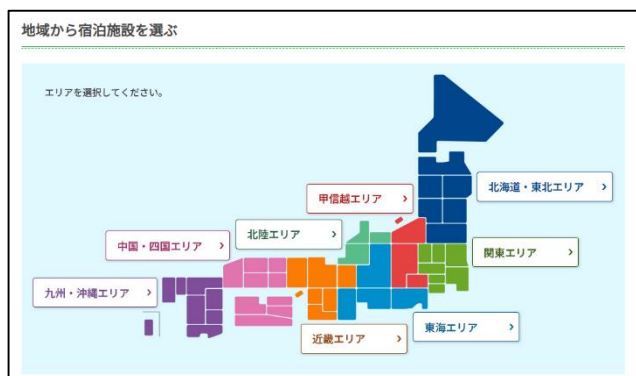 地域から宿泊施設を選ぶ
エリアを選択してください。
北海道・東北エリア
甲信越エリア
北陸エリア
中国・四国エリア
関東エリア
九州・沖縄エリア
東海エリア
近畿エリア